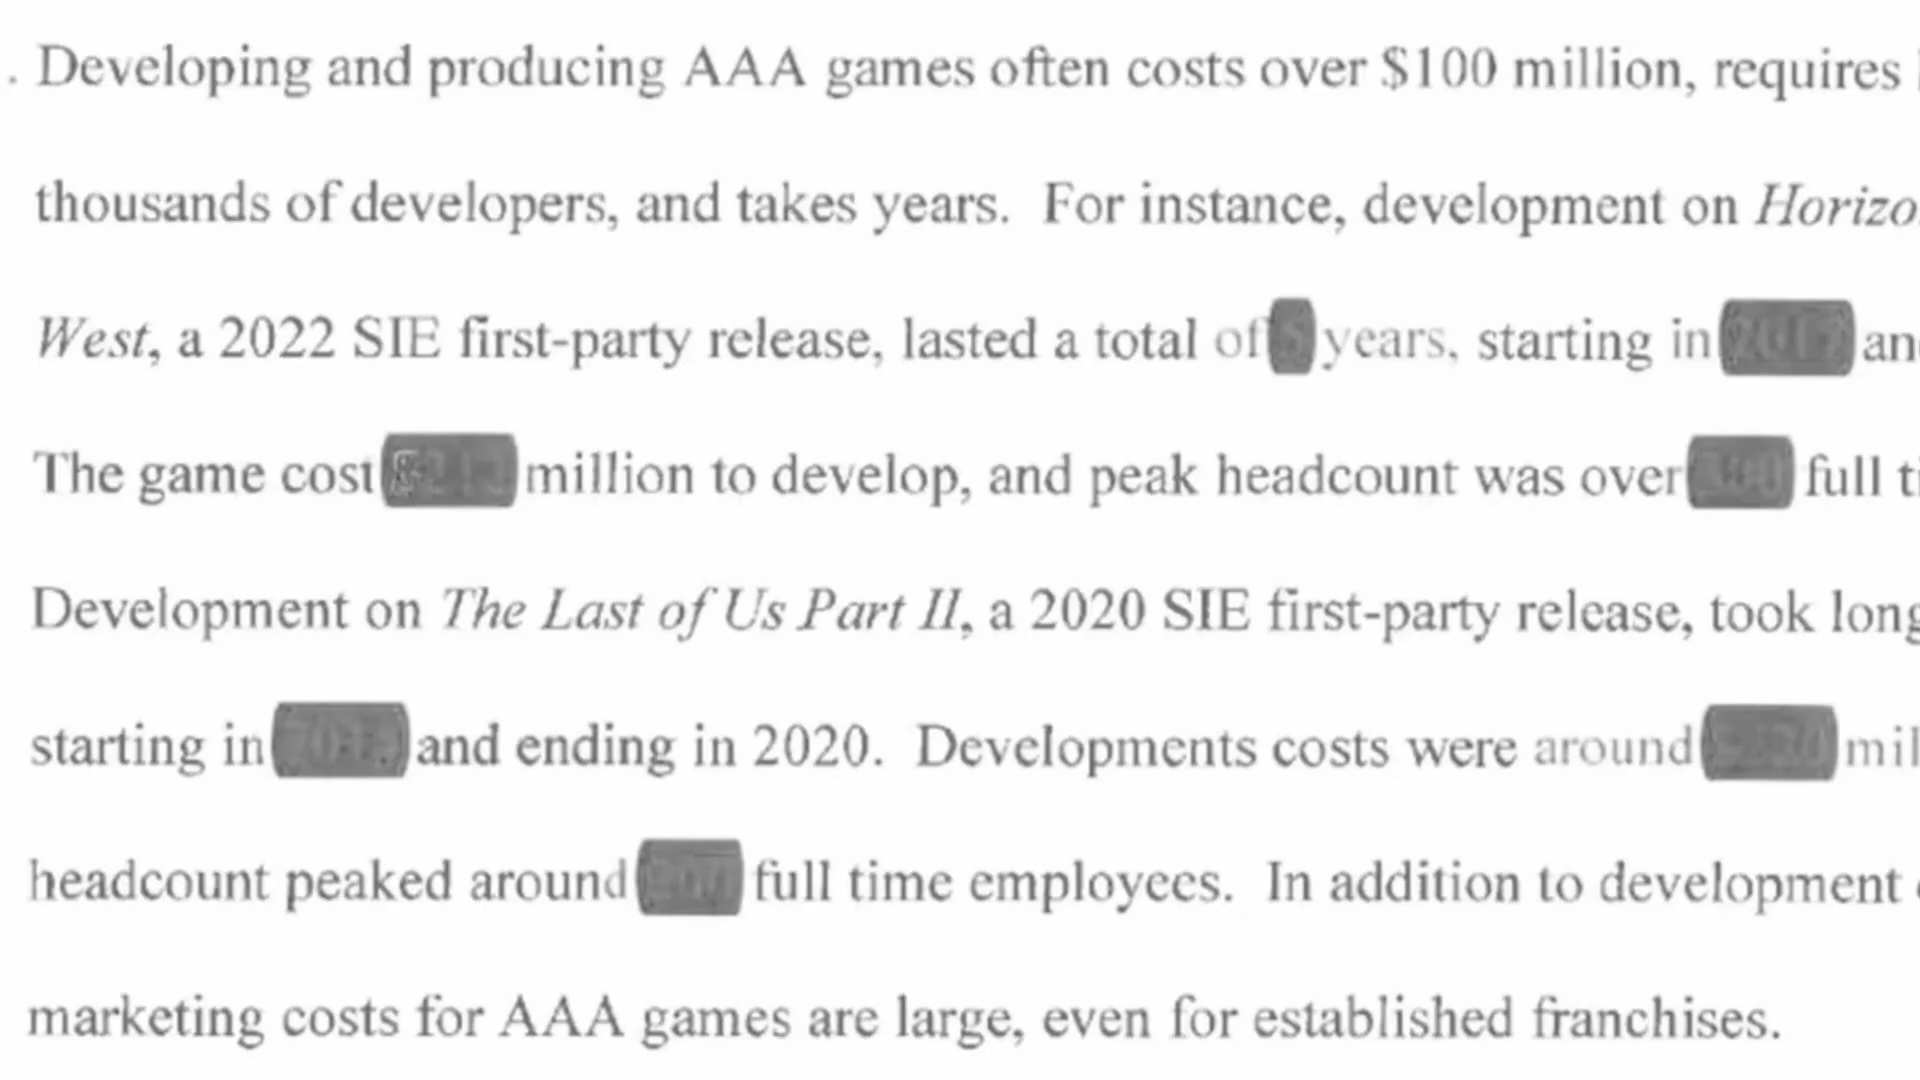 . Developing and producing AAA games often costs over $100 million, requires
thousands of developers, and takes years. For instance, development on Horizo
West, a 2022 SIE first-party release, lasted a total of years, starting in an
The game cost million to develop, and peak headcount was over full ti
Development on The Last of Us Part II, a 2020 SIE first-party release, took long
starting in and ending in 2020. Developments costs were around mil
headcount peaked around full time employees. In addition to development
marketing costs for AAA games are large, even for established franchises.